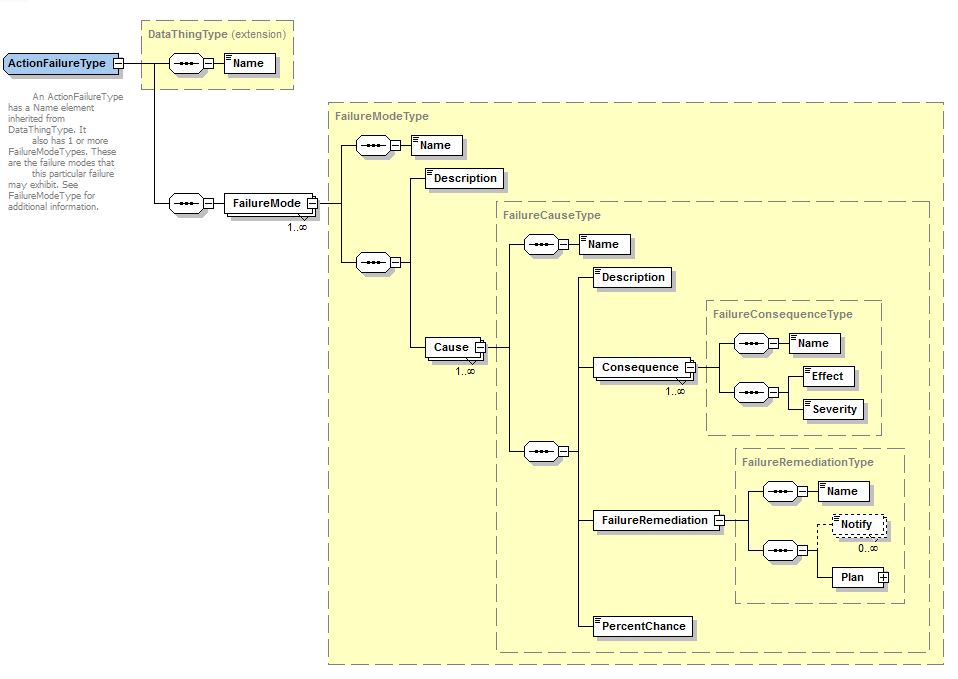 DataThingType (extension)
ActionFailureType
Name
An ActionFailureType
has a Name element
inherited from
DataThingType. It
also has 1 or more
FailureModeTypes. These
are the failure modes that
this particular failure
may exhibit. See
FailureModeType for
additional information.
FailureMode
1..∞
FailureModeType
Name
Description
Cause
1..∞
FailureCauseType
Name
Description
Consequence
1..∞
FailureConsequenceType
Name
Effect
Severity
FailureRemediation
FailureRemediationType
Name
Notify
0..∞
Plan
PercentChance